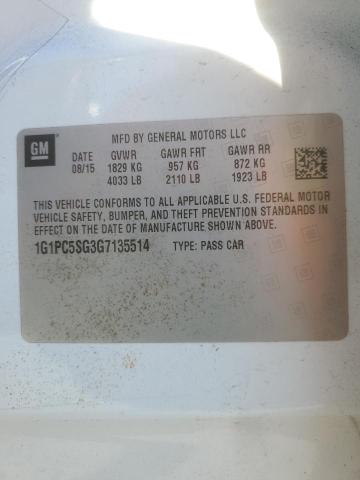 GM
MFD BY GENERAL MOTORS LLC
08/15 GVWR GAWR FRT GAWR RR
1829 KG 957 KG 872 KG
4033 LB 2110 LB 1923 LB
THIS VEHICLE CONFORMS TO ALL APPLICABLE U.S. FEDERAL MOTOR
VEHICLE SAFETY, BUMPER, AND THEFT PREVENTION STANDARDS IN
EFFECT ON THE DATE OF MANUFACTURE SHOWN ABOVE.
1G1PC5SG3G7135514 TYPE: PASS CAR